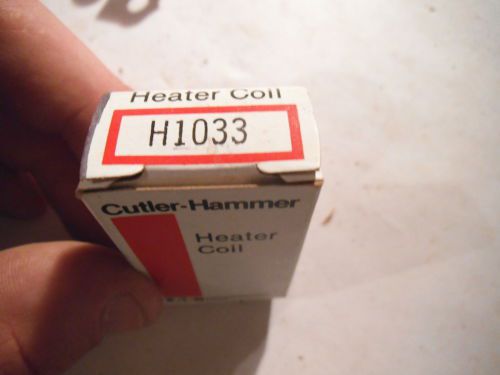 Heater Coil
H1033
Cutler-Hammer
Heater
Coil